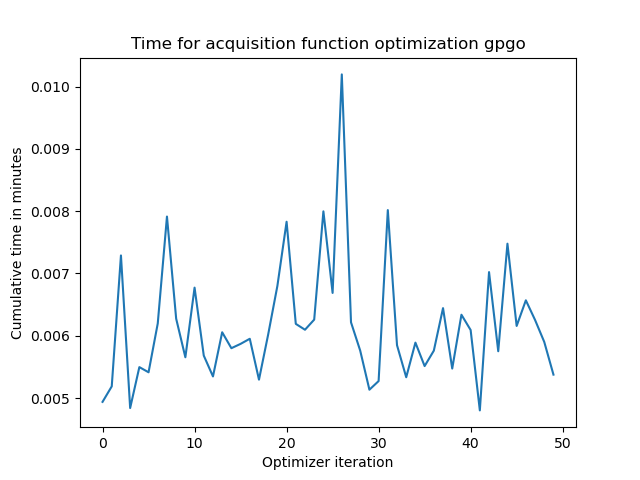 Time for acquisition function optimization gpgo
Cumulative time in minutes
0.010
0.009
0.008
0.007
0.006
0.005
0 10 20 30 40 50
Optimizer iteration